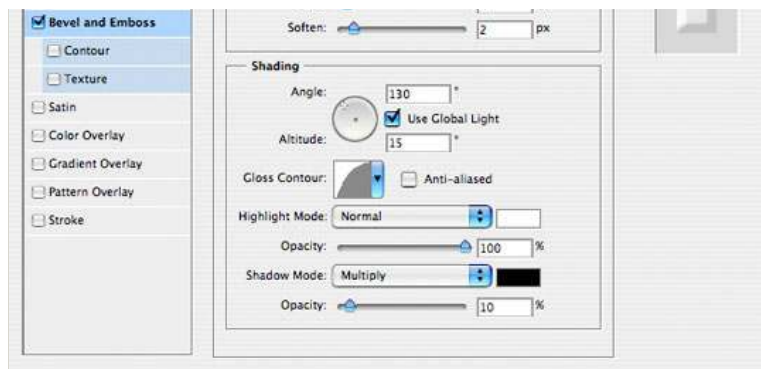 Bevel and Emboss
Contour
Texture
Satin
Color Overlay
Gradient Overlay
Pattern Overlay
Stroke
Soften: 2 px
Shading
Angle: 130 °
Use Global Light
Altitude: 15 °
Gloss Contour: Anti-aliased
Highlight Mode: Normal
Opacity: 100 %
Shadow Mode: Multiply
Opacity: 10 %